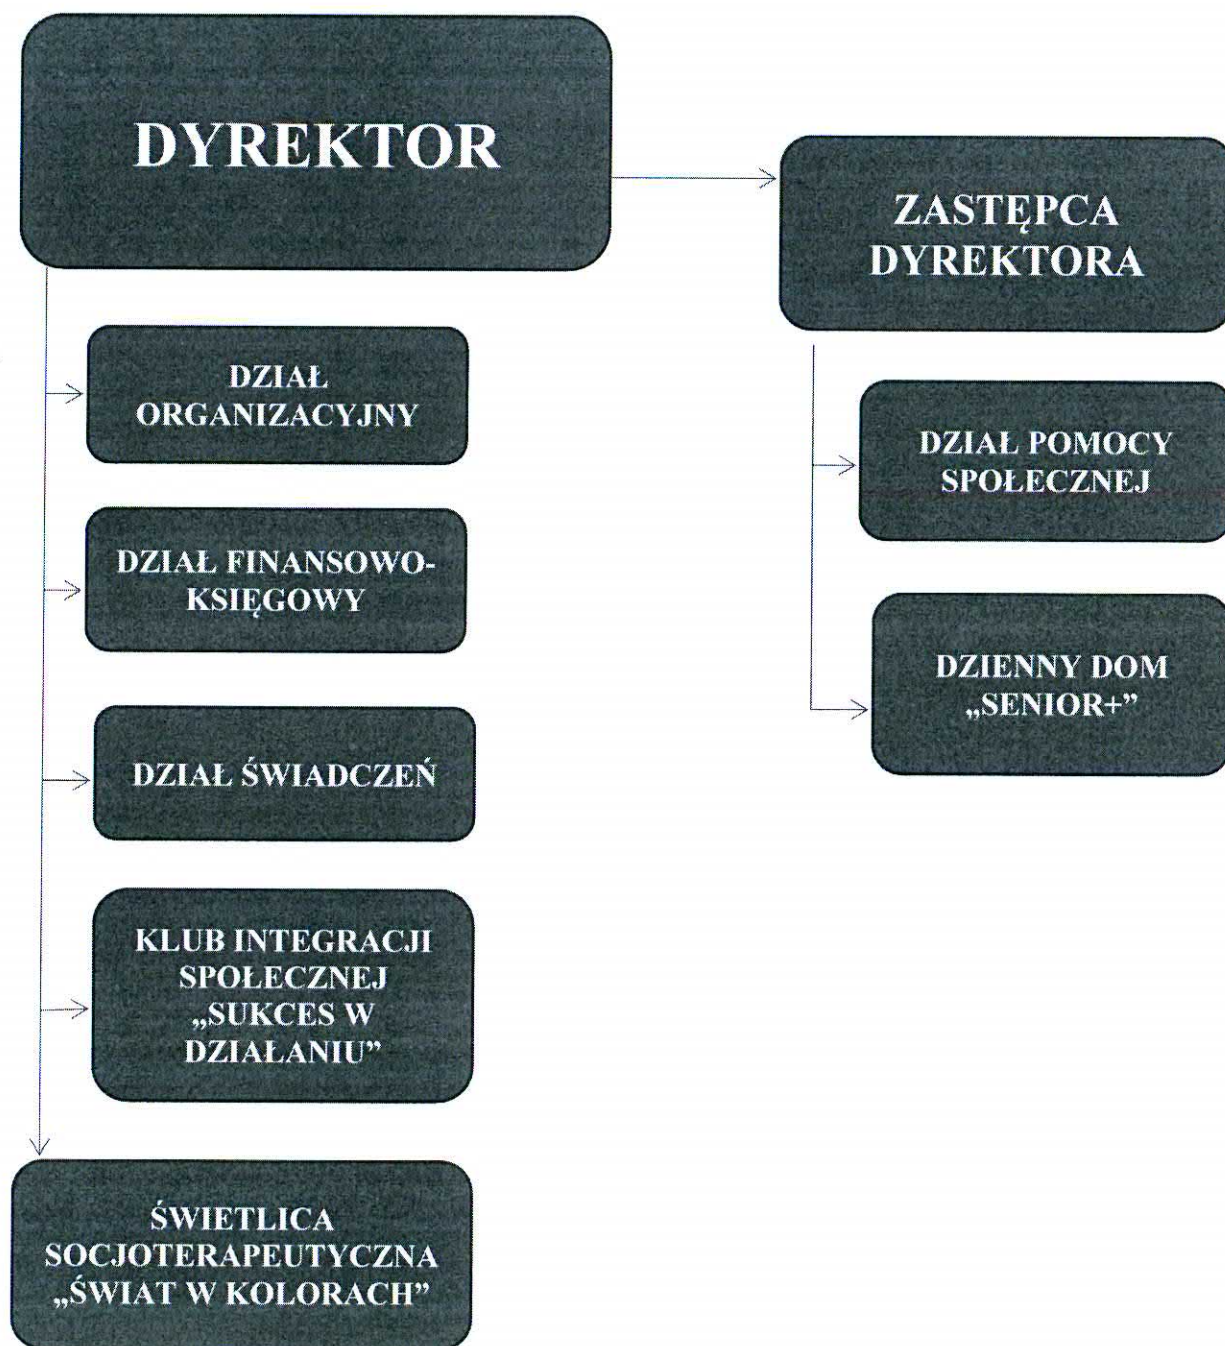 DYREKTOR
ZASTĘPCA
DYREKTORA
DZIAŁ
ORGANIZACYJNY
DZIAŁ FINANSOWO-
KSIĘGOWY
DZIAŁ ŚWIADCZEŃ
KLUB INTEGRACJI
SPOŁECZNEJ
„SUKCES W
DZIAŁANIU”
ŚWIETLICA
SOCJOTERAPEUTYCZNA
„ŚWIAT W KOLORACH”
DZIAŁ POMOCY
SPOŁECZNEJ
DZIENNY DOM
„SENIOR+”